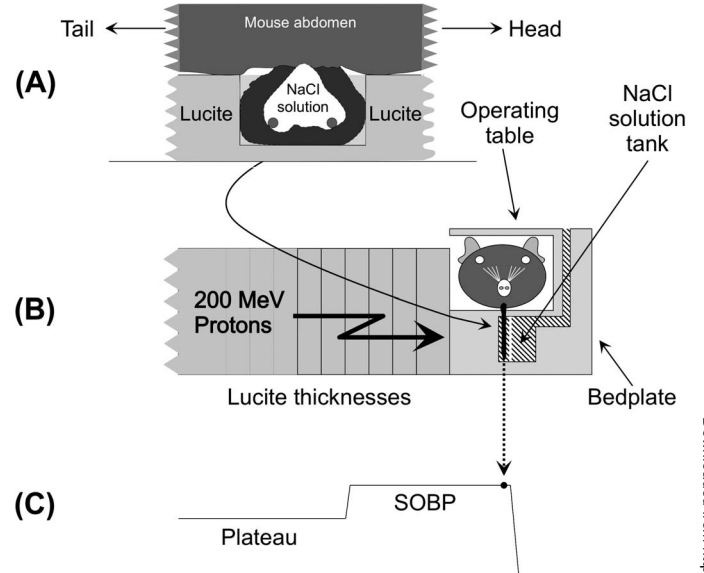 Mouse abdomen
Tail
Head
(A)
NaCl
solution
Lucite
Lucite
Operating
table
NaCl
solution
tank
(B)
200 MeV
Protons
Lucite thicknesses
Bedplate
(C)
SOBP
Plateau